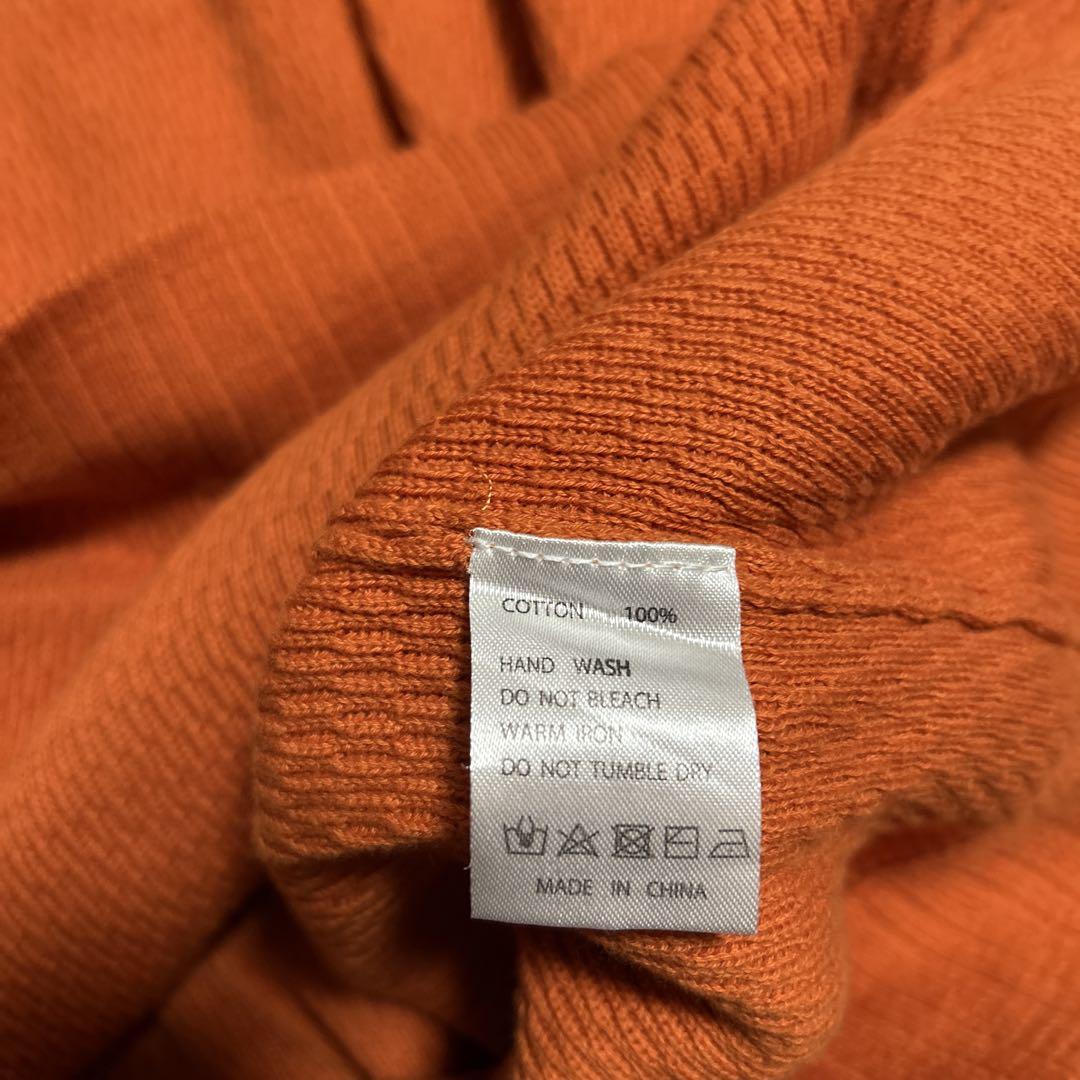 COTTON 100%
HAND WASH
DO NOT BLEACH
WARM IRON
DO NOT TUMBLE DRY
MADE IN CHINA